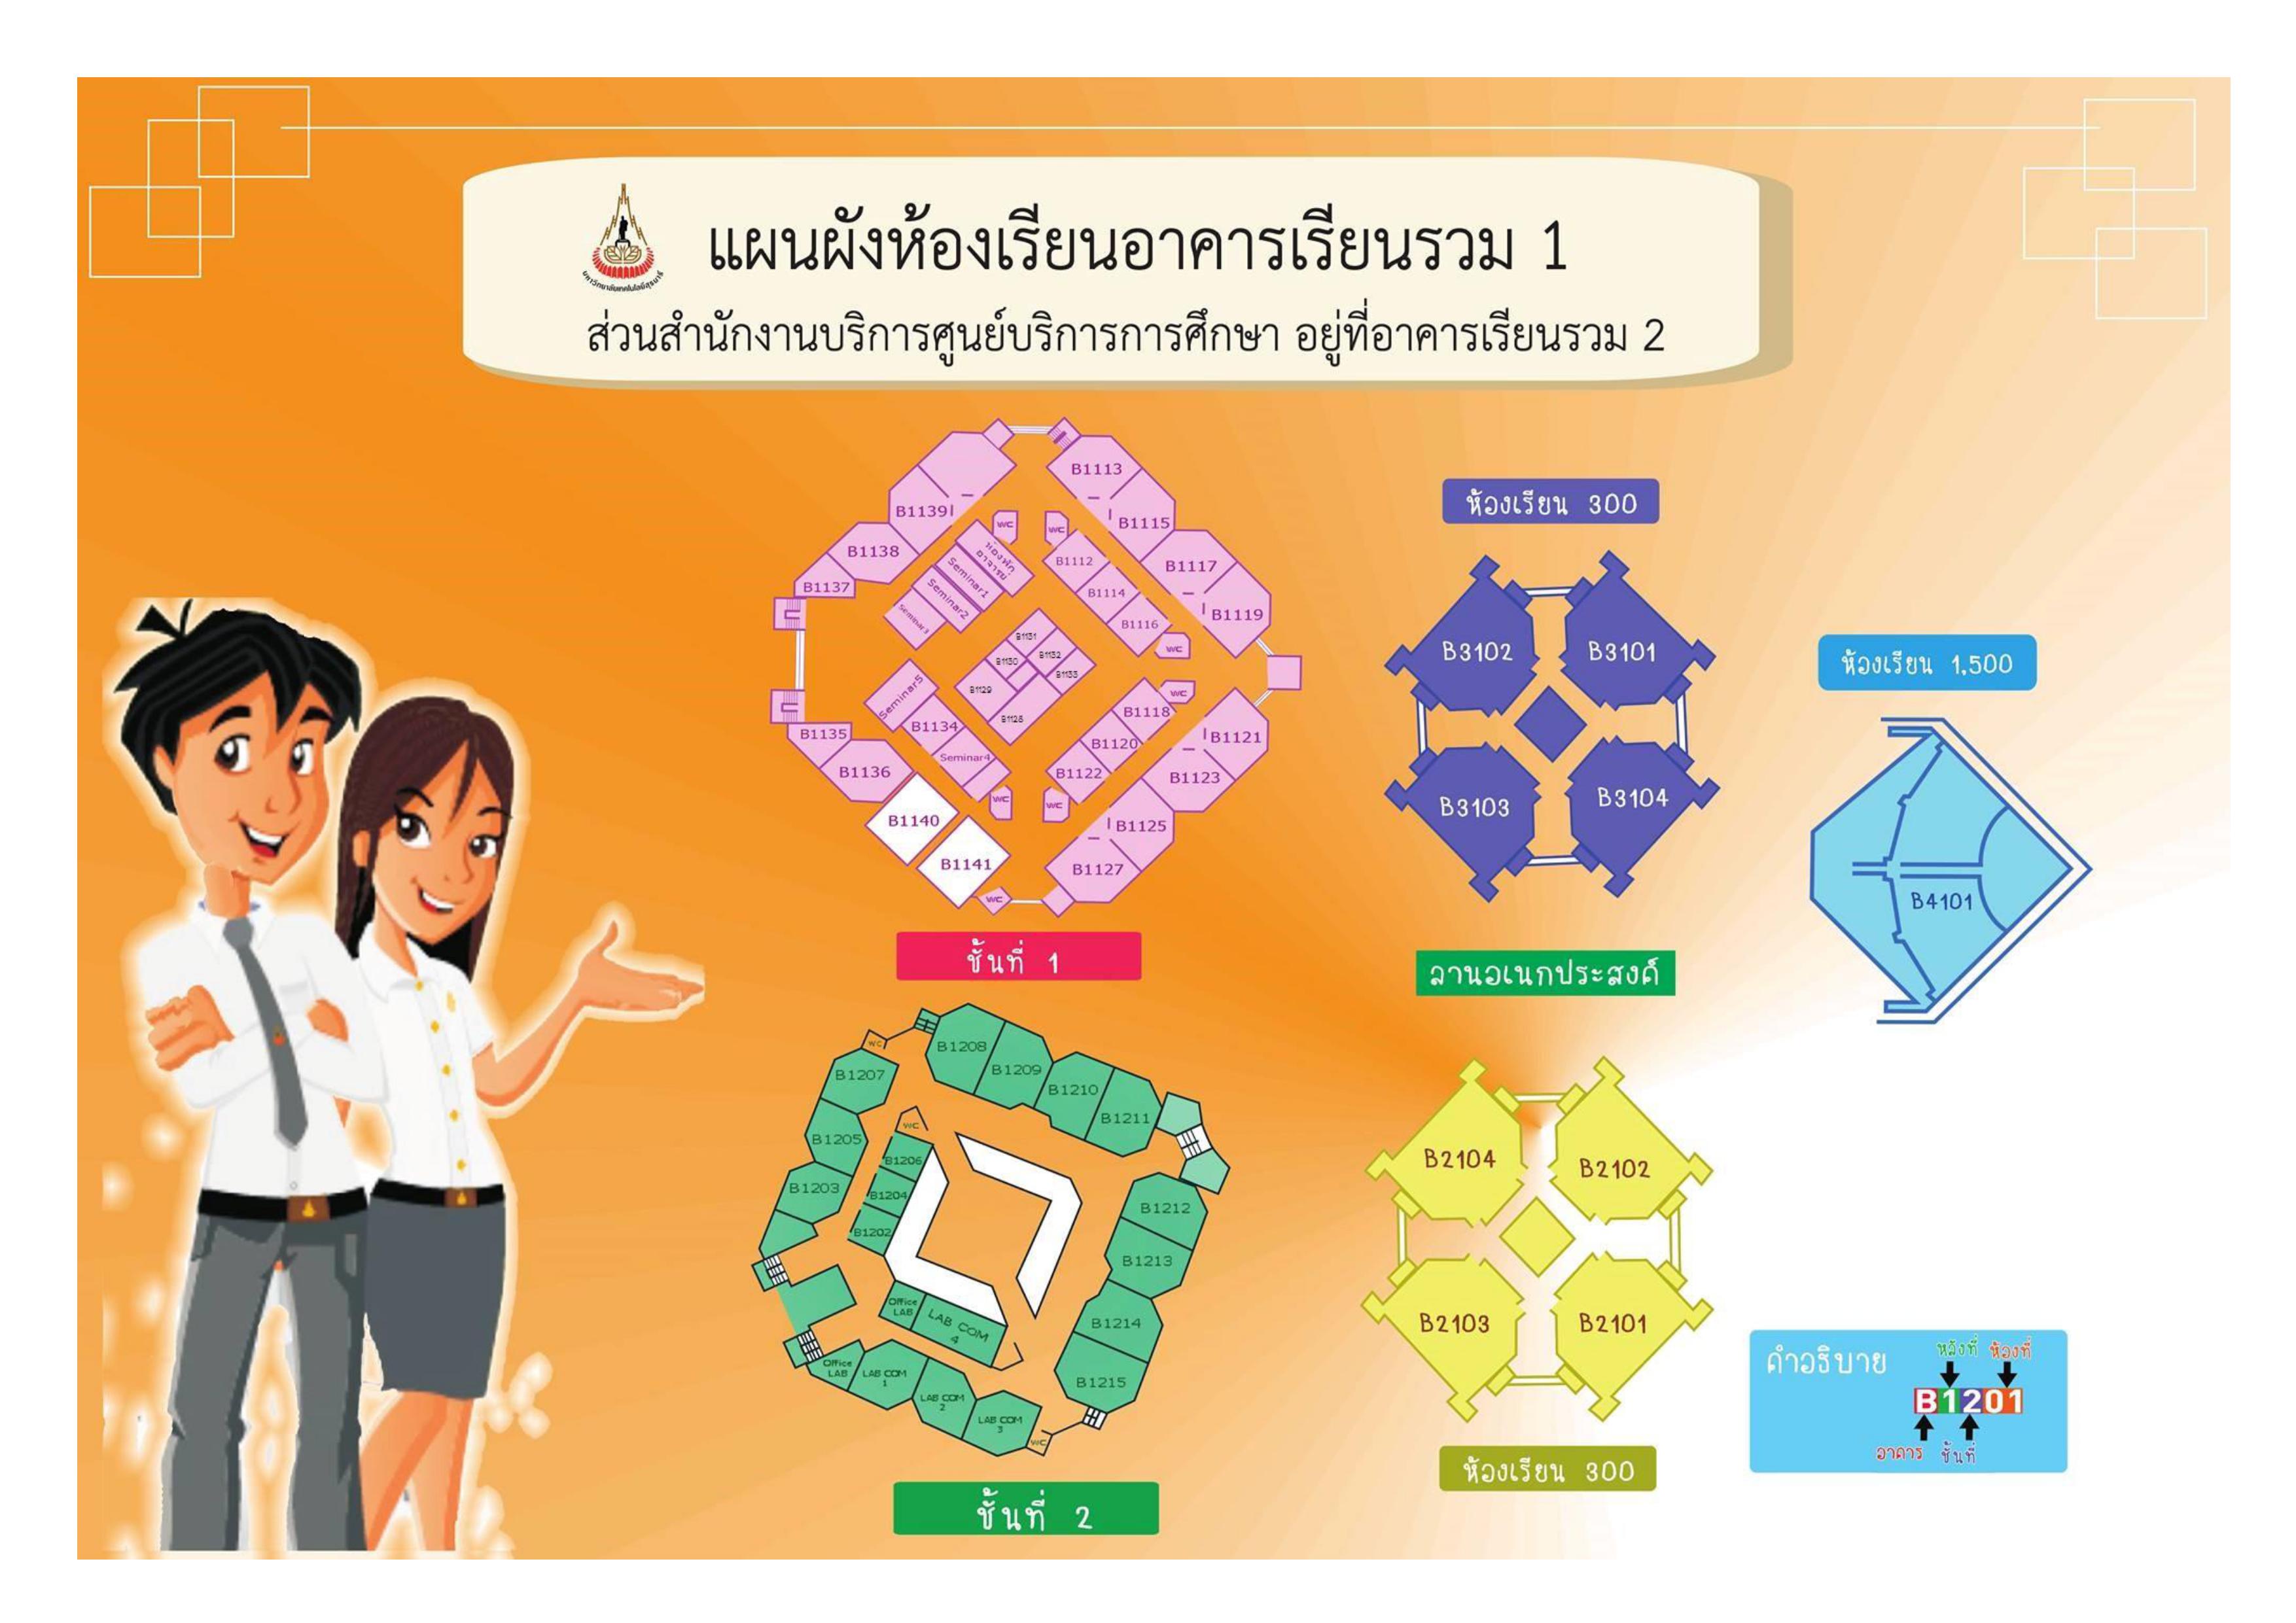 แผนผังห้องเรียนอาคารเรียนรวม 1
มหาวิทยาลัยเทคโนโลยีสุรนารี
ส่วนสำนักงานบริการศูนย์บริการการศึกษา อยู่ที่อาคารเรียนรวม 2
B1113
B1139
B1115
WC
WC
B1138
ห้องพัก
อาจารย์
B1112
B1117
B1137
Seminar1
B1114
Seminar2
B1119
Seminar3
B1116
B1131
WC
B1130
B1132
B1133
B1129
Seminar5
WC
B1128
B1118
B1134
B1135
B1120
B1121
Seminar4
B1136
B1122
B1123
WC
WC
B1140
B1125
B1141
B1127
WC
ชั้นที่ 1
ห้องเรียน 300
B3102
B3101
B3103
B3104
ห้องเรียน 1,500
B4101
ลานอเนกประสงค์
WC
B1208
B1207
B1209
B1210
B1211
WC
B1205
B1206
B1203
B1204
B1212
B1202
B1213
Office
LAB
LAB COM
4
B1214
Office
LAB
LAB COM
1
B1215
LAB COM
2
LAB COM
3
WC
ชั้นที่ 2
B2104
B2102
B2103
B2101
ห้องเรียน 300
คำอธิบาย
หลังที่ ห้องที่
B1201
อาคาร ชั้นที่